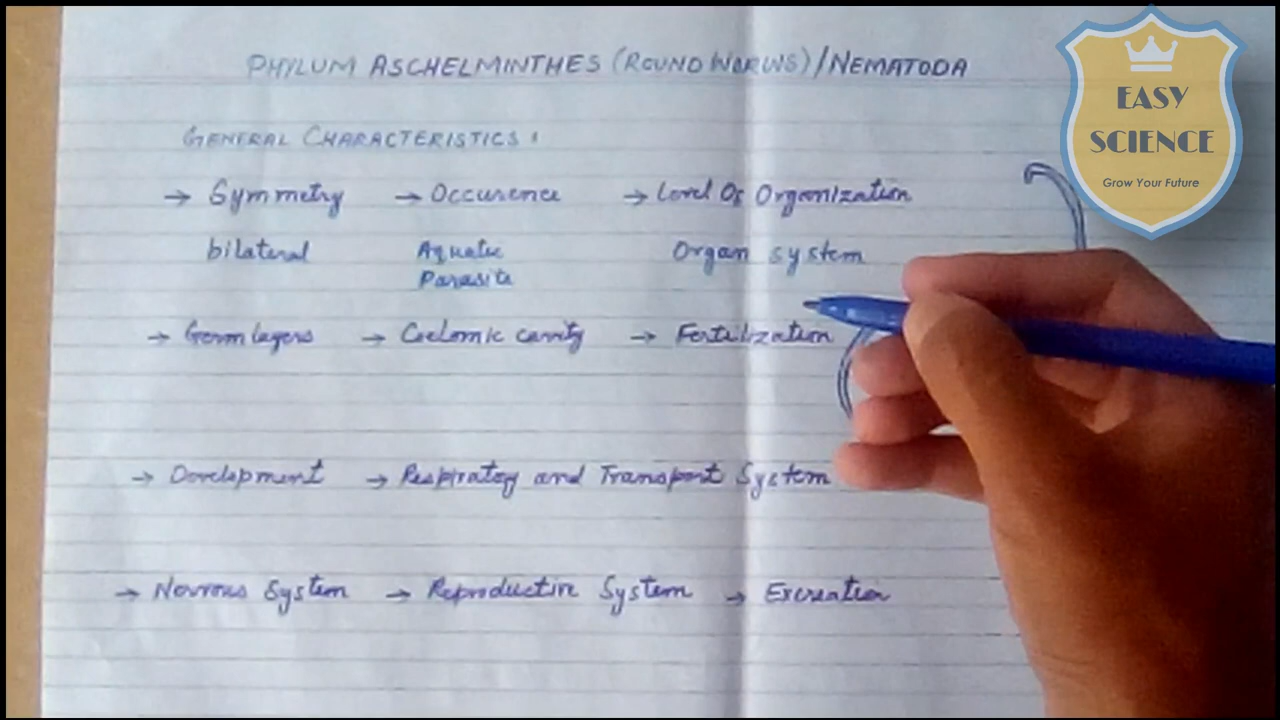 PHYLUM ASCHELMINTHES (ROUND WORMS)/NEMATODA
EASY
SCIENCE
Grow Your Future
GENERAL CHARACTERISTICS:
→ Symmetry → Occurence → Level Of Organization
bilateral Aquatic Organ system
Parasite
→ Germ layers → Coelomic cavity → Fertilization
→ Development → Respiratory and Transport System
→ Nervous System → Reproductive System → Excreation